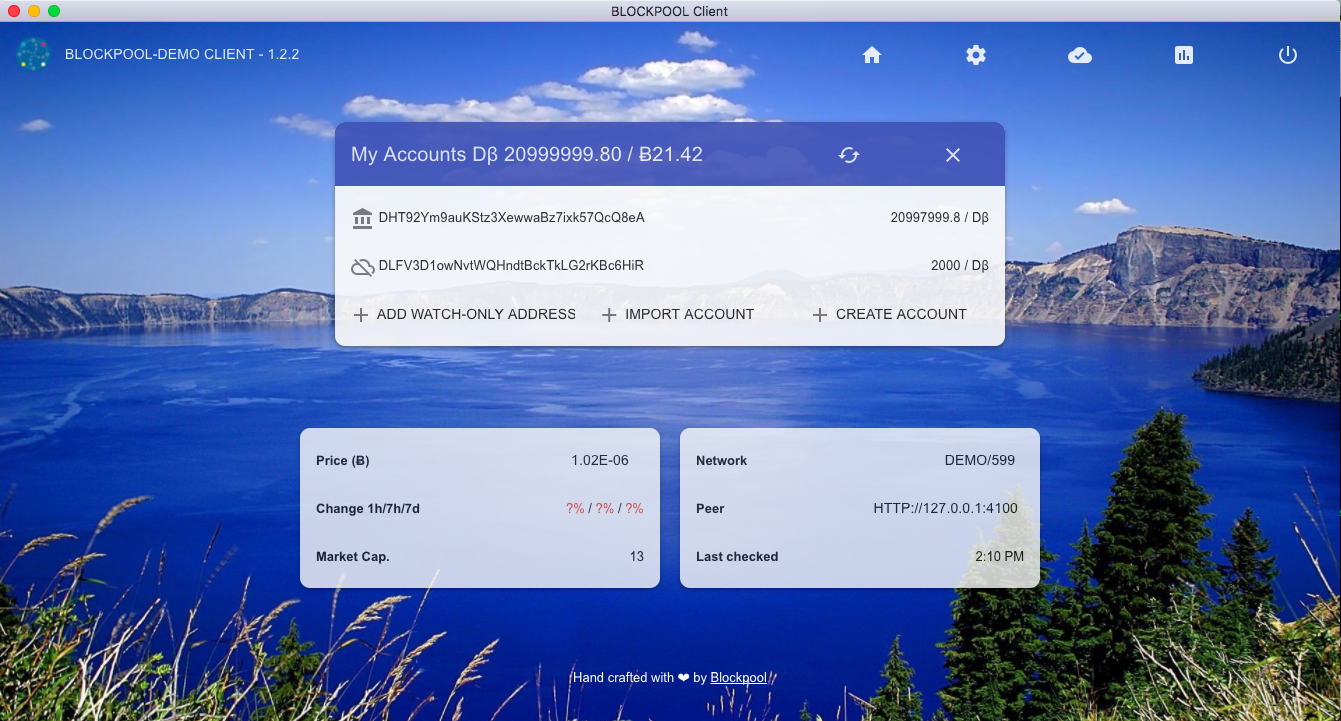 BLOCKPOOL Client
BLOCKPOOL-DEMO CLIENT - 1.2.2
My Accounts Dβ 20999999.80 / Ƀ21.42
DHT92Ym9auKStz3XewwaBz7ixk57QcQ8eA 20997999.8 / Dβ
DLFV3D1owNvtWQHndtBckTkLG2rKBc6HiR 2000 / Dβ
ADD WATCH-ONLY ADDRESS IMPORT ACCOUNT CREATE ACCOUNT
Price (Ƀ) 1.02E-06
Change 1h/7h/7d ?% / ?% / ?%
Market Cap. 13
Network DEMO/599
Peer HTTP://127.0.0.1:4100
Last checked 2:10 PM
Hand crafted with ❤ by Blockpool